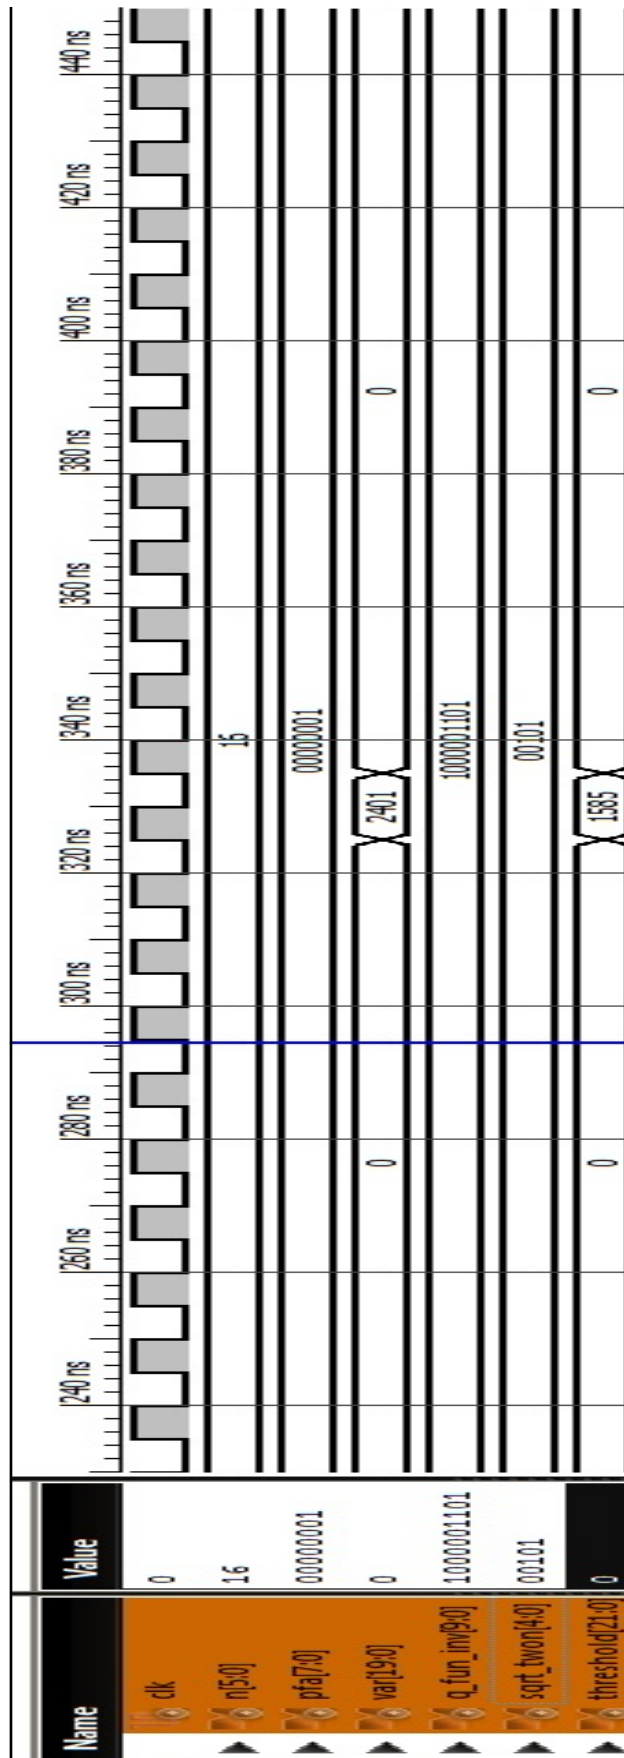 Name Value 240 ns 260 ns 280 ns 300 ns 320 ns 340 ns 360 ns 380 ns 400 ns 420 ns 440 ns
clk 0
n[5:0] 16 16
pfa[7:0] 00000001 00000001
var[19:0] 0 0 2401 0
q_fun_inv[9:0] 1000001101 1000001101
sqrt_twon[4:0] 00101 00101
threshold[21:0] 0 0 1585 0